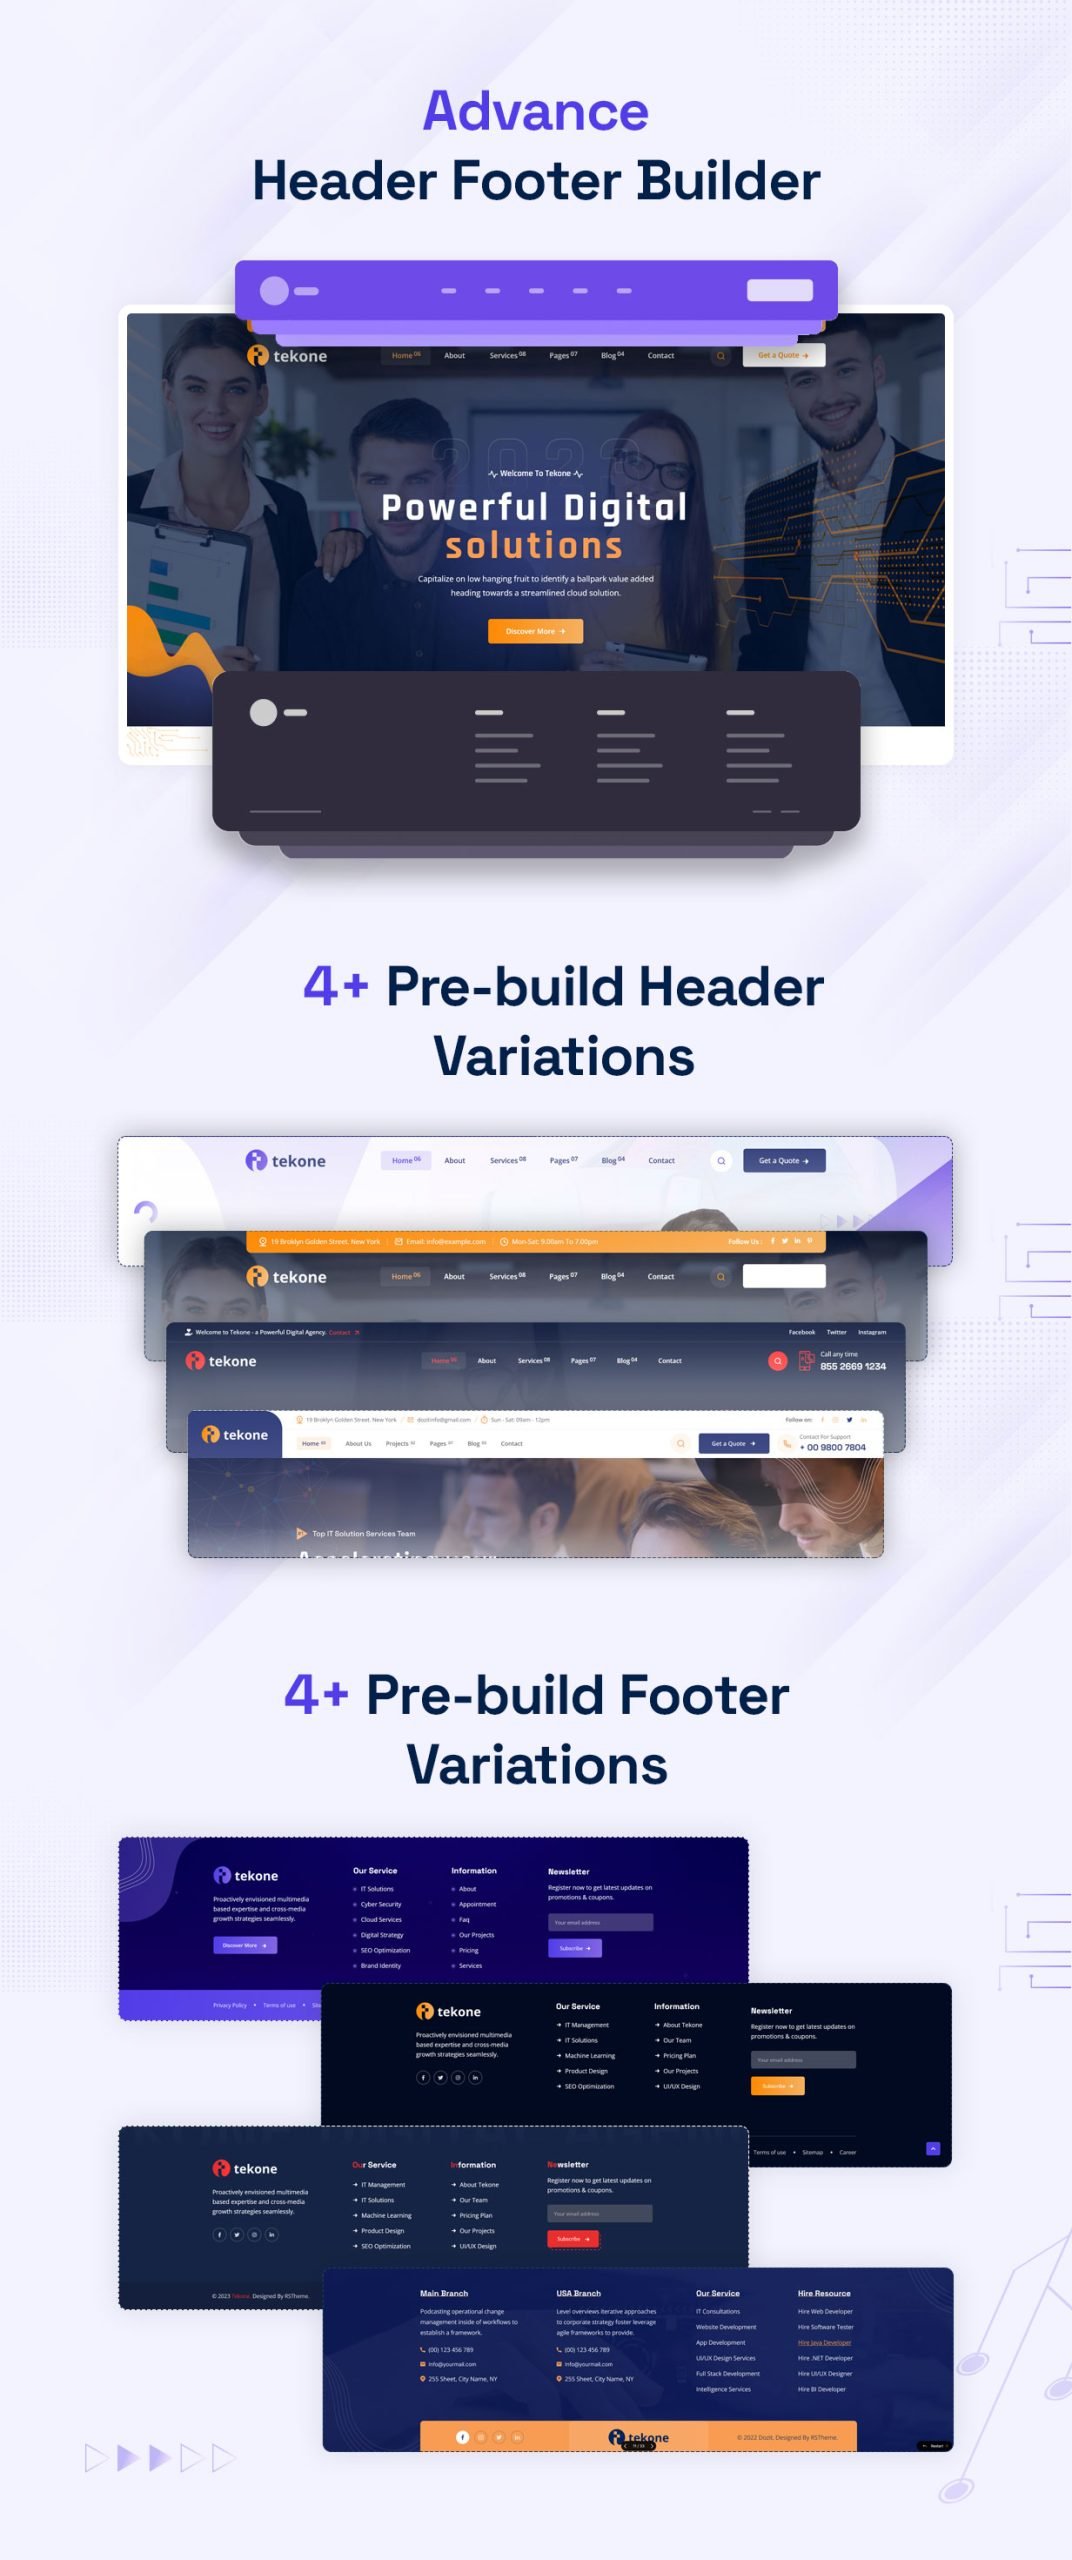 Advance
Header Footer Builder
tekone
Home 06 About Services 08 Pages 07 Blog 04 Contact Get a Quote
2023
Welcome To Tekone
Powerful Digital
solutions
Capitalize on low hanging fruit to identify a ballpark value added
heading towards a streamlined cloud solution.
Discover More
4+ Pre-build Header
Variations
tekone
Home 06 About Services 08 Pages 07 Blog 04 Contact Get a Quote
19 Broklyn Golden Street. New York Email: info@example.com Mon-Sat: 9.00am To 7.00pm Follow Us :
tekone
Home 06 About Services 08 Pages 07 Blog 04 Contact
Welcome to Tekone - a Powerful Digital Agency. Contact Facebook Twitter Instagram
tekone
Home 06 About Services 08 Pages 07 Blog 04 Contact
Call any time
855 2669 1234
tekone
19 Broklyn Golden Street. New York / dozitinfo@gmail.com / Sun - Sat: 09am - 12pm Follow on:
Home About Us Projects Pages Blog Contact Get a Quote
Contact For Support
+ 00 9800 7804
Top IT Solution Services Team
4+ Pre-build Footer
Variations
tekone
Proactively envisioned multimedia
based expertise and cross-media
growth strategies seamlessly.
Discover More
Our Service
IT Solutions
Cyber Security
Cloud Services
Digital Strategy
SEO Optimization
Brand Identity
Information
About
Appointment
Faq
Our Projects
Pricing
Services
Newsletter
Register now to get latest updates on
promotions & coupons.
Your email address
Subscribe
Privacy Policy • Terms of use •
tekone
Proactively envisioned multimedia
based expertise and cross-media
growth strategies seamlessly.
Our Service
IT Management
IT Solutions
Machine Learning
Product Design
SEO Optimization
Information
About Tekone
Our Team
Pricing Plan
Our Projects
UI/UX Design
Newsletter
Register now to get latest updates on
promotions & coupons.
Your email address
Subscribe
Terms of use • Sitemap • Career
tekone
Proactively envisioned multimedia
based expertise and cross-media
growth strategies seamlessly.
Our Service
IT Management
IT Solutions
Machine Learning
Product Design
SEO Optimization
Information
About Tekone
Our Team
Pricing Plan
Our Projects
UI/UX Design
Newsletter
Register now to get latest updates on
promotions & coupons.
Your email address
Subscribe
© 2023 Tekone. Designed By RSTheme.
Main Branch
Podcasting operational change
management inside of workflows to
establish a framework.
(00) 123 456 789
Info@yourmail.com
255 Sheet, City Name, NY
USA Branch
Level overviews iterative approaches
to corporate strategy foster leverage
agile frameworks to provide.
(00) 123 456 789
Info@yourmail.com
255 Sheet, City Name, NY
Our Service
IT Consultations
Website Development
App Development
UI/UX Design Services
Full Stack Development
Intelligence Services
Hire Resource
Hire Web Developer
Hire Software Tester
Hire Java Developer
Hire .NET Developer
Hire UI/UX Designer
Hire BI Developer
tekone
© 2022 Dozit. Designed By RSTheme.
Restart